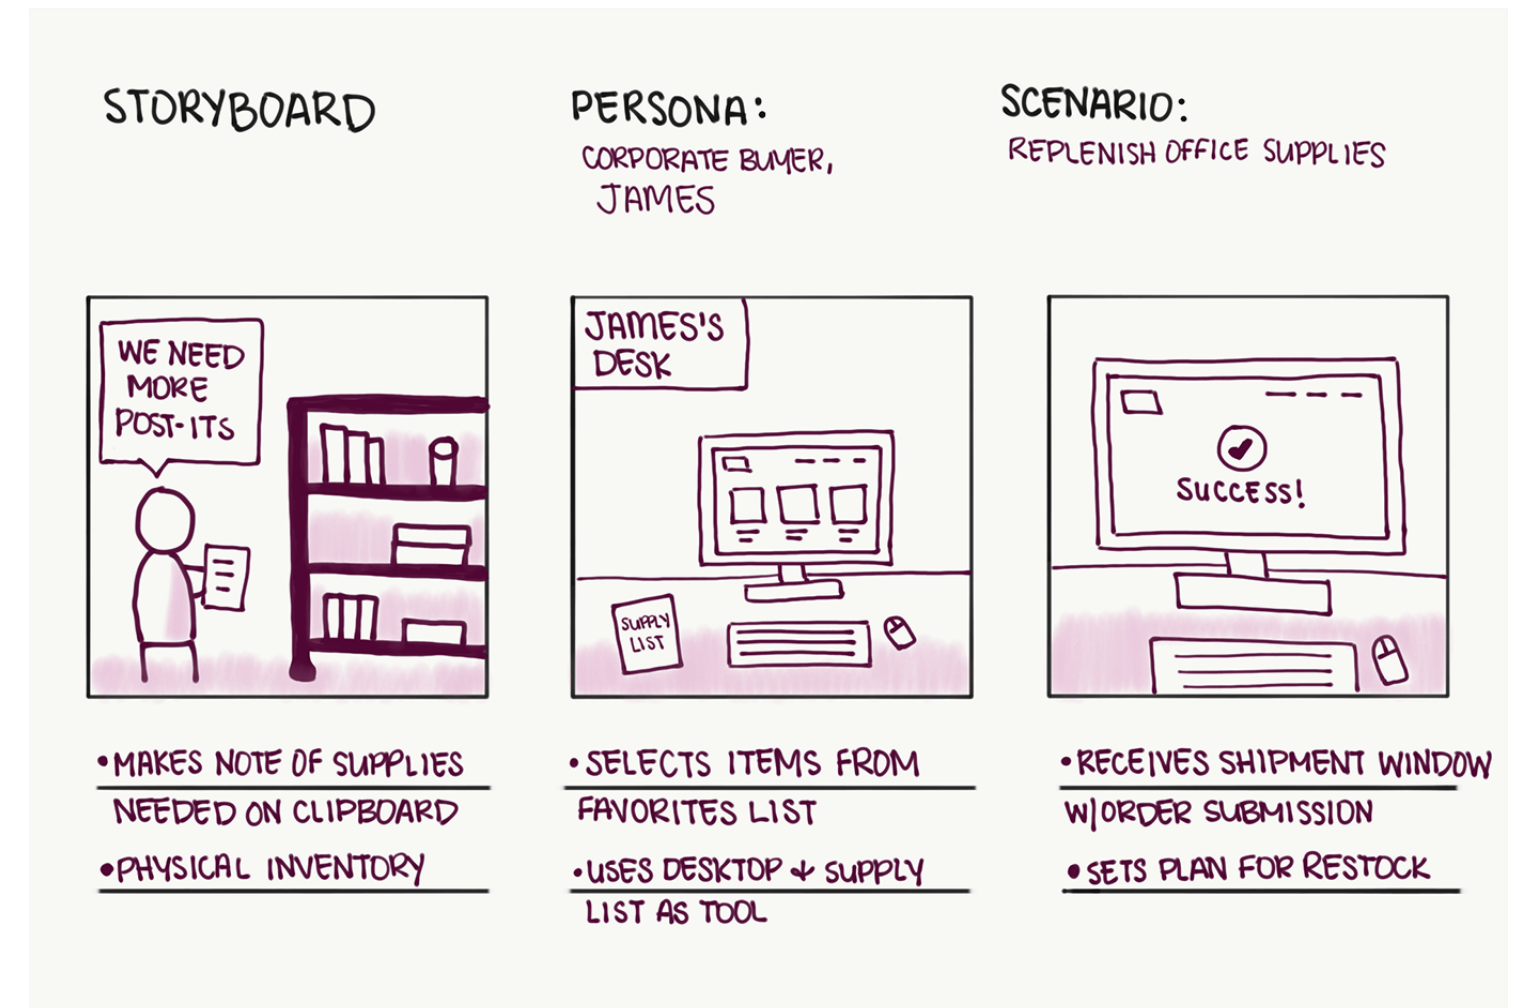 STORYBOARD
PERSONA:
CORPORATE BUYER,
JAMES
SCENARIO:
REPLENISH OFFICE SUPPLIES
WE NEED
MORE
POST-ITS
• MAKES NOTE OF SUPPLIES
NEEDED ON CLIPBOARD
• PHYSICAL INVENTORY
JAMES'S
DESK
SUPPLY
LIST
• SELECTS ITEMS FROM
FAVORITES LIST
• USES DESKTOP & SUPPLY
LIST AS TOOL
SUCCESS!
• RECEIVES SHIPMENT WINDOW
W/ORDER SUBMISSION
• SETS PLAN FOR RESTOCK